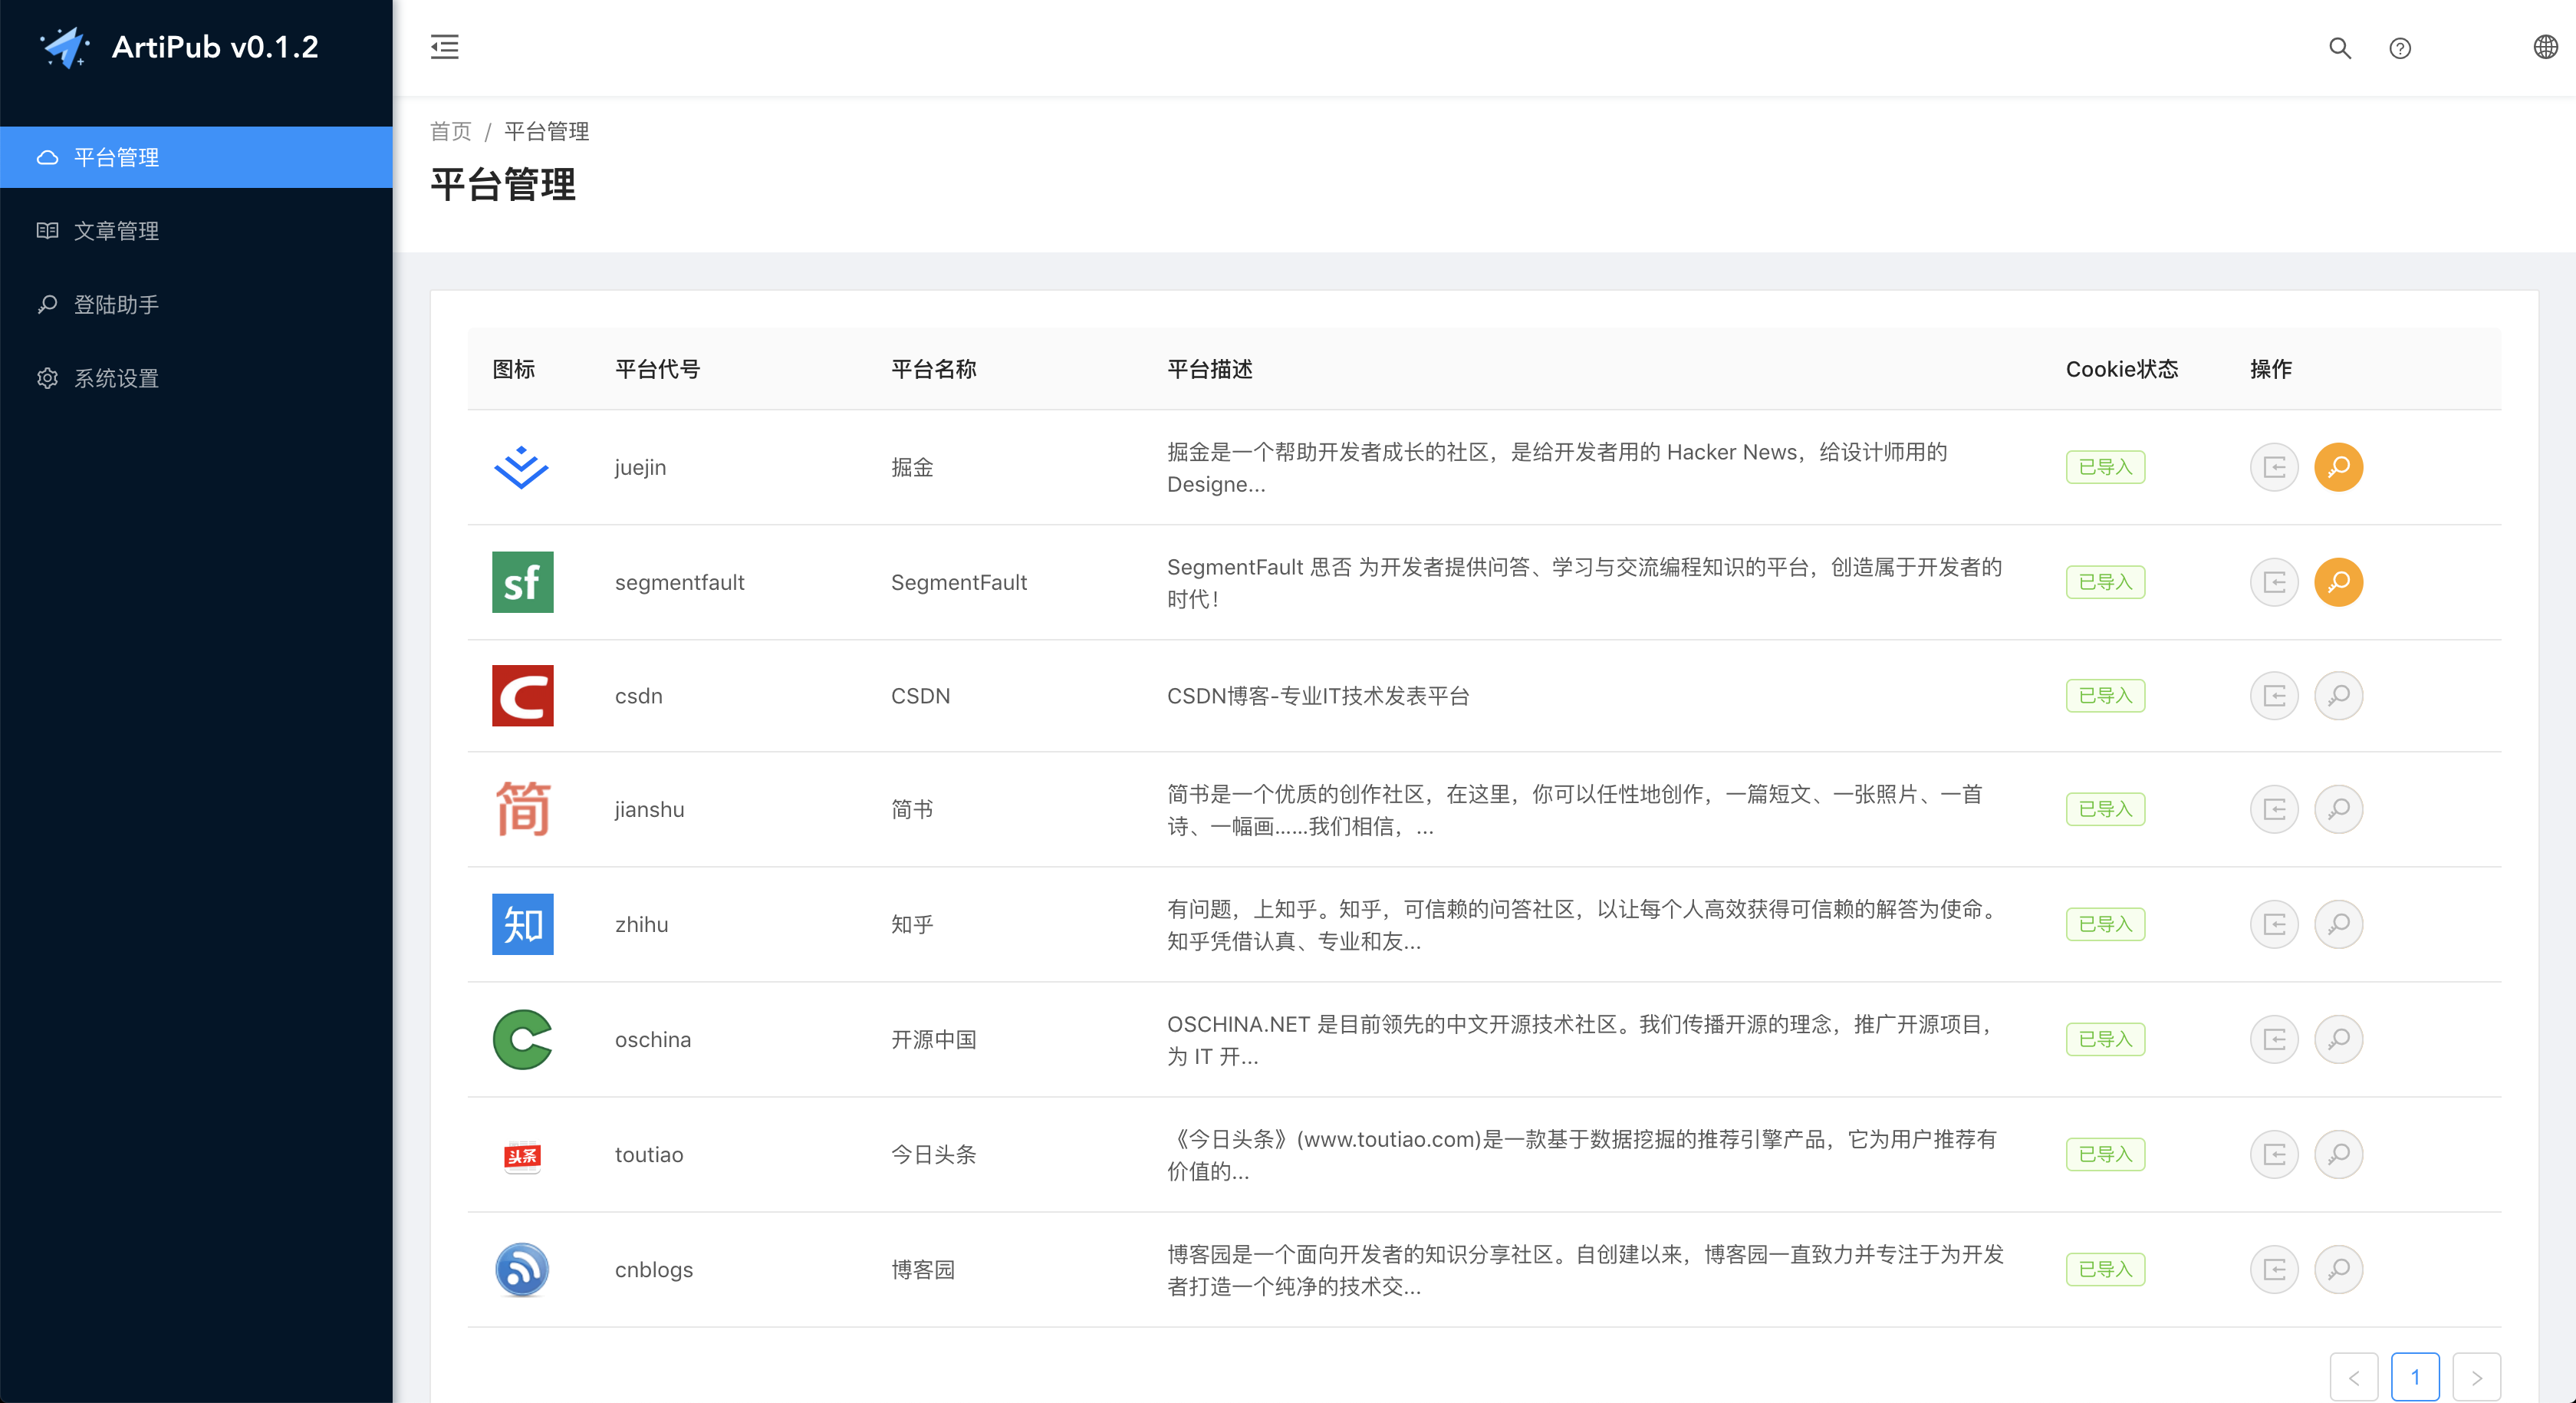 ArtiPub v0.1.2
平台管理
文章管理
登陆助手
系统设置
首页 / 平台管理
平台管理
图标 平台代号 平台名称 平台描述 Cookie状态 操作
juejin 掘金 掘金是一个帮助开发者成长的社区，是给开发者用的 Hacker News，给设计师用的 已导入
Designe...
sf segmentfault SegmentFault SegmentFault 思否 为开发者提供问答、学习与交流编程知识的平台，创造属于开发者的 已导入
时代！
csdn CSDN CSDN博客-专业IT技术发表平台 已导入
简 jianshu 简书 简书是一个优质的创作社区，在这里，你可以任性地创作，一篇短文、一张照片、一首 已导入
诗、一幅画......我们相信，...
知 zhihu 知乎 有问题，上知乎。知乎，可信赖的问答社区，以让每个人高效获得可信赖的解答为使命。 已导入
知乎凭借认真、专业和友...
oschina 开源中国 OSCHINA.NET 是目前领先的中文开源技术社区。我们传播开源的理念，推广开源项目， 已导入
为 IT 开...
头条 toutiao 今日头条 《今日头条》(www.toutiao.com)是一款基于数据挖掘的推荐引擎产品，它为用户推荐有 已导入
价值的...
cnblogs 博客园 博客园是一个面向开发者的知识分享社区。自创建以来，博客园一直致力并专注于为开发 已导入
者打造一个纯净的技术交...
1